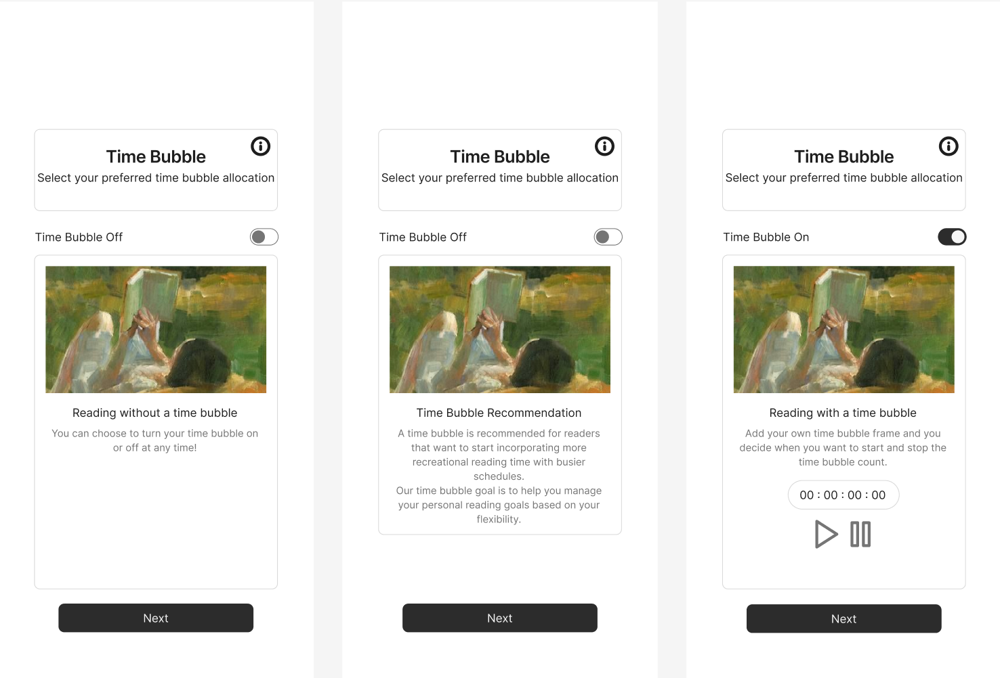 Time Bubble
Select your preferred time bubble allocation
Time Bubble Off
Reading without a time bubble
You can choose to turn your time bubble on
or off at any time!
Next
Time Bubble
Select your preferred time bubble allocation
Time Bubble Off
Time Bubble Recommendation
A time bubble is recommended for readers
that want to start incorporating more
recreational reading time with busier
schedules.
Our time bubble goal is to help you manage
your personal reading goals based on your
flexibility.
Next
Time Bubble
Select your preferred time bubble allocation
Time Bubble On
Reading with a time bubble
Add your own time bubble frame and you
decide when you want to start and stop the
time bubble count.
00 : 00 : 00 : 00
Next